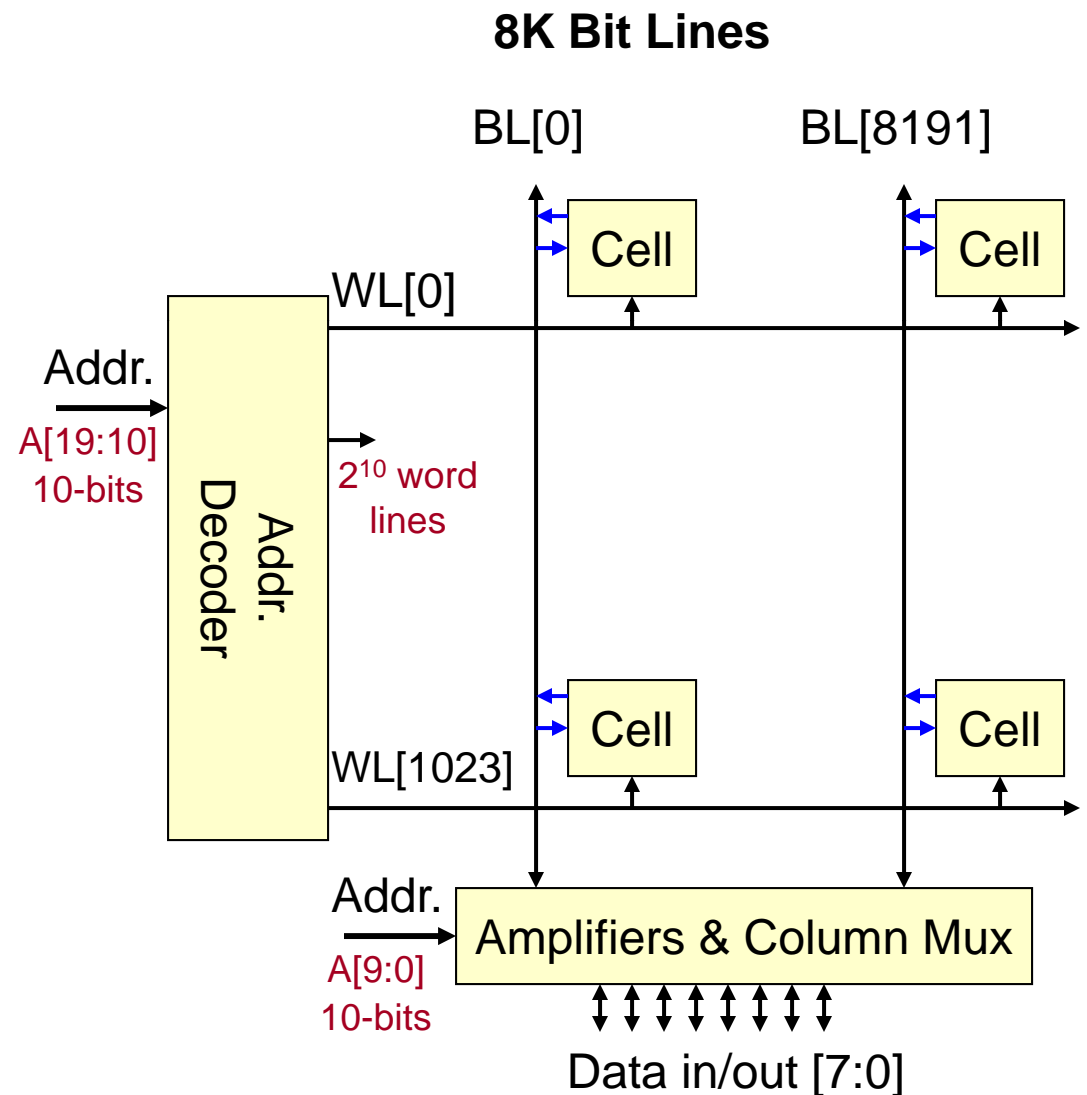 8K Bit Lines
BL[0]
BL[8191]
Cell
Cell
WL[0]
Addr.
A[19:10]
10-bits
Addr.
Decoder
2¹⁰ word
lines
Cell
Cell
WL[1023]
Addr.
A[9:0]
10-bits
Amplifiers & Column Mux
Data in/out [7:0]